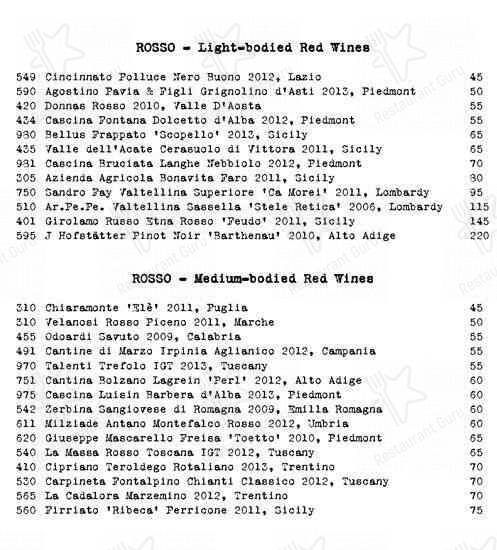 ROSSO - Light-bodied Red Wines
549 Cincinnato Polluce Nero Buono 2012, Lazio 45
590 Agostino Pavia & Figli Grignolino d'Asti 2013, Piedmont 50
420 Donnas Rosso 2010, Valle D'Aosta 55
434 Cascina Fontana Dolcetto d'Alba 2012, Piedmont 55
980 Bellus Frappato 'Scopello' 2013, Sicily 65
435 Valle dell'Acate Cerasuolo di Vittora 2011, Sicily 65
981 Cascina Bruciata Langhe Nebbiolo 2012, Piedmont 70
305 Azienda Agricola Bonavita Faro 2011, Sicily 80
750 Sandro Fay Valtellina Superiore 'Ca Morei' 2011, Lombardy 95
510 Ar.Pe.Pe. Valtellina Sassella 'Stele Retica' 2006, Lombardy 115
401 Girolamo Russo Etna Rosso 'Feudo' 2011, Sicily 145
595 J Hofstätter Pinot Noir 'Barthenau' 2010, Alto Adige 220
ROSSO - Medium-bodied Red Wines
310 Chiaramonte 'Elè' 2011, Puglia 45
310 Velanosi Rosso Piceno 2011, Marche 50
455 Odoardi Savuto 2009, Calabria 55
491 Cantine di Marzo Irpinia Aglianico 2012, Campania 55
970 Talenti Trefolo IGT 2013, Tuscany 55
751 Cantina Bolzano Lagrein 'Perl' 2012, Alto Adige 60
975 Cascina Luisin Barbera d'Alba 2013, Piedmont 60
542 Zerbina Sangiovese di Romagna 2009, Emilla Romagna 60
611 Milziade Antano Montefalco Rosso 2012, Umbria 60
620 Giuseppe Mascarello Freisa 'Toetto' 2010, Piedmont 65
540 La Massa Rosso Toscana IGT 2012, Tuscany 65
410 Cipriano Teroldego Rotaliano 2013, Trentino 70
530 Carpineta Fontalpino Chianti Classico 2012, Tuscany 70
565 La Cadalora Marzemino 2012, Trentino 70
560 Firriato 'Ribeca' Perricone 2011, Sicily 75
Restaurant Guru